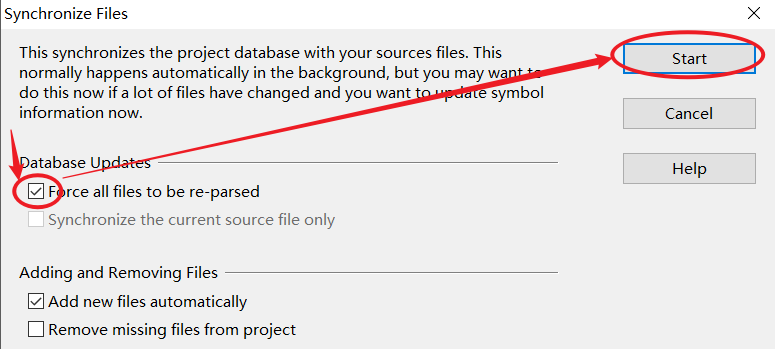 Synchronize Files
This synchronizes the project database with your sources files. This
normally happens automatically in the background, but you may want to
do this now if a lot of files have changed and you want to update symbol
information now.
Start
Cancel
Help
Database Updates
Force all files to be re-parsed
Synchronize the current source file only
Adding and Removing Files
Add new files automatically
Remove missing files from project